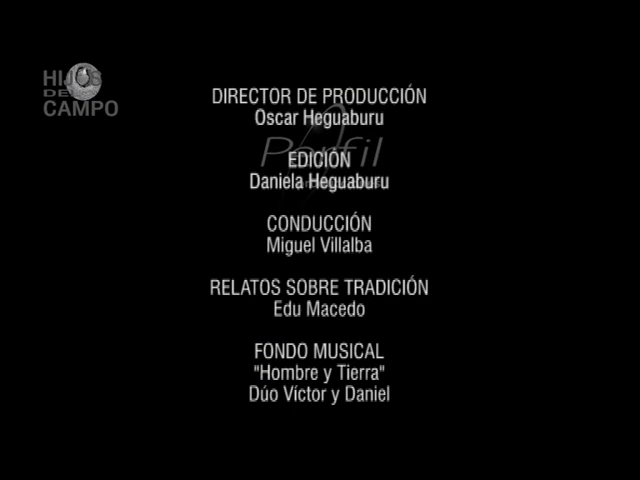 HIJOS
DEL
CAMPO
DIRECTOR DE PRODUCCIÓN
Oscar Heguaburu
Perfil
EDICIÓN
Daniela Heguaburu
CONDUCCIÓN
Miguel Villalba
RELATOS SOBRE TRADICIÓN
Edu Macedo
FONDO MUSICAL
"Hombre y Tierra"
Dúo Víctor y Daniel